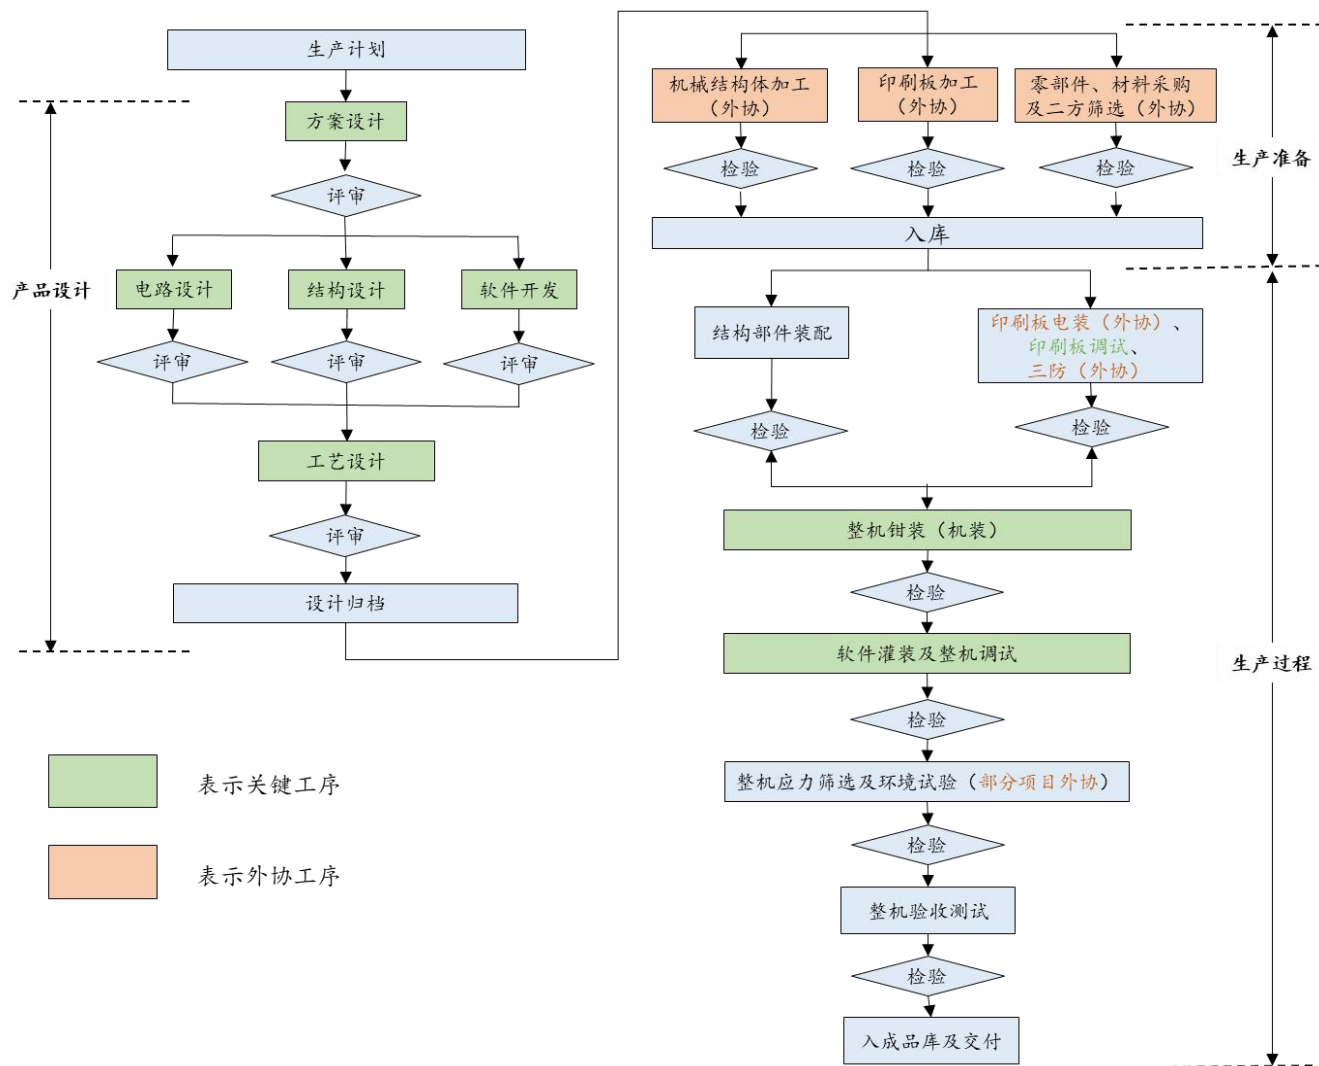 生产计划
方案设计
评审
产品设计
电路设计
结构设计
软件开发
评审
评审
评审
工艺设计
评审
设计归档
表示关键工序
表示外协工序
机械结构体加工
（外协）
印刷板加工
（外协）
零部件、材料采购
及二方筛选（外协）
检验
检验
检验
生产准备
入库
结构部件装配
印刷板电装（外协）、
印刷板调试、
三防（外协）
检验
检验
整机钳装（机装）
检验
软件灌装及整机调试
生产过程
检验
整机应力筛选及环境试验（部分项目外协）
检验
整机验收测试
检验
入成品库及交付